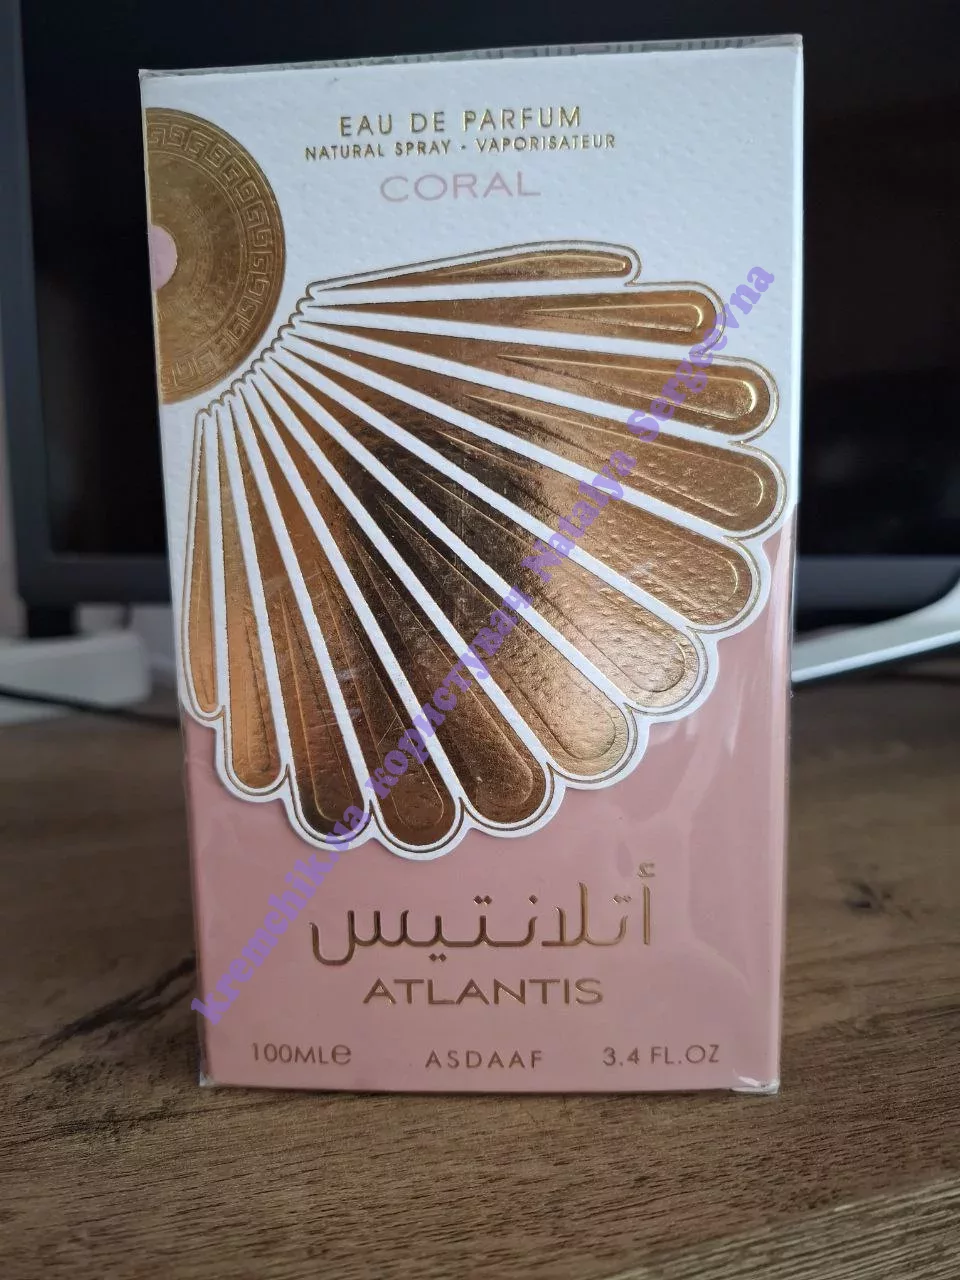 EAU DE PARFUM
NATURAL SPRAY - VAPORISATEUR
CORAL
kremchik.ua Користувач Natalya Sergeevna
أتلانتيس
ATLANTIS
100MLe
ASDAAF
3.4 FL.OZ